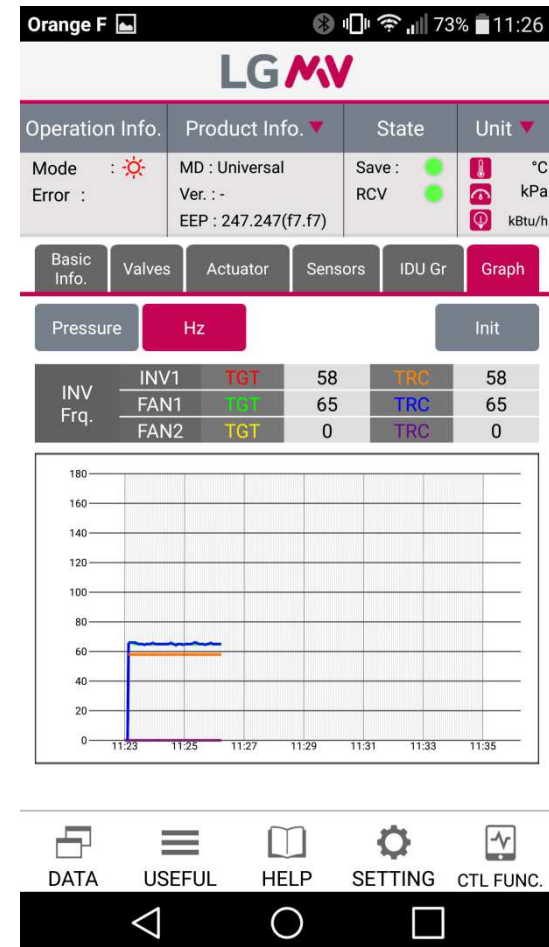 Orange F 73% 11:26
LG MV
Operation Info. Product Info. ▼ State Unit ▼
Mode : MD : Universal Save : °C
Error : Ver. : - RCV kPa
EEP : 247.247(f7.f7) kBtu/h
Basic Info. Valves Actuator Sensors IDU Gr Graph
Pressure Hz Init
INV Frq.
INV1 TGT 58 TRC 58
FAN1 TGT 65 TRC 65
FAN2 TGT 0 TRC 0
180
160
140
120
100
80
60
40
20
0
11:23 11:25 11:27 11:29 11:31 11:33 11:35
DATA USEFUL HELP SETTING CTL FUNC.